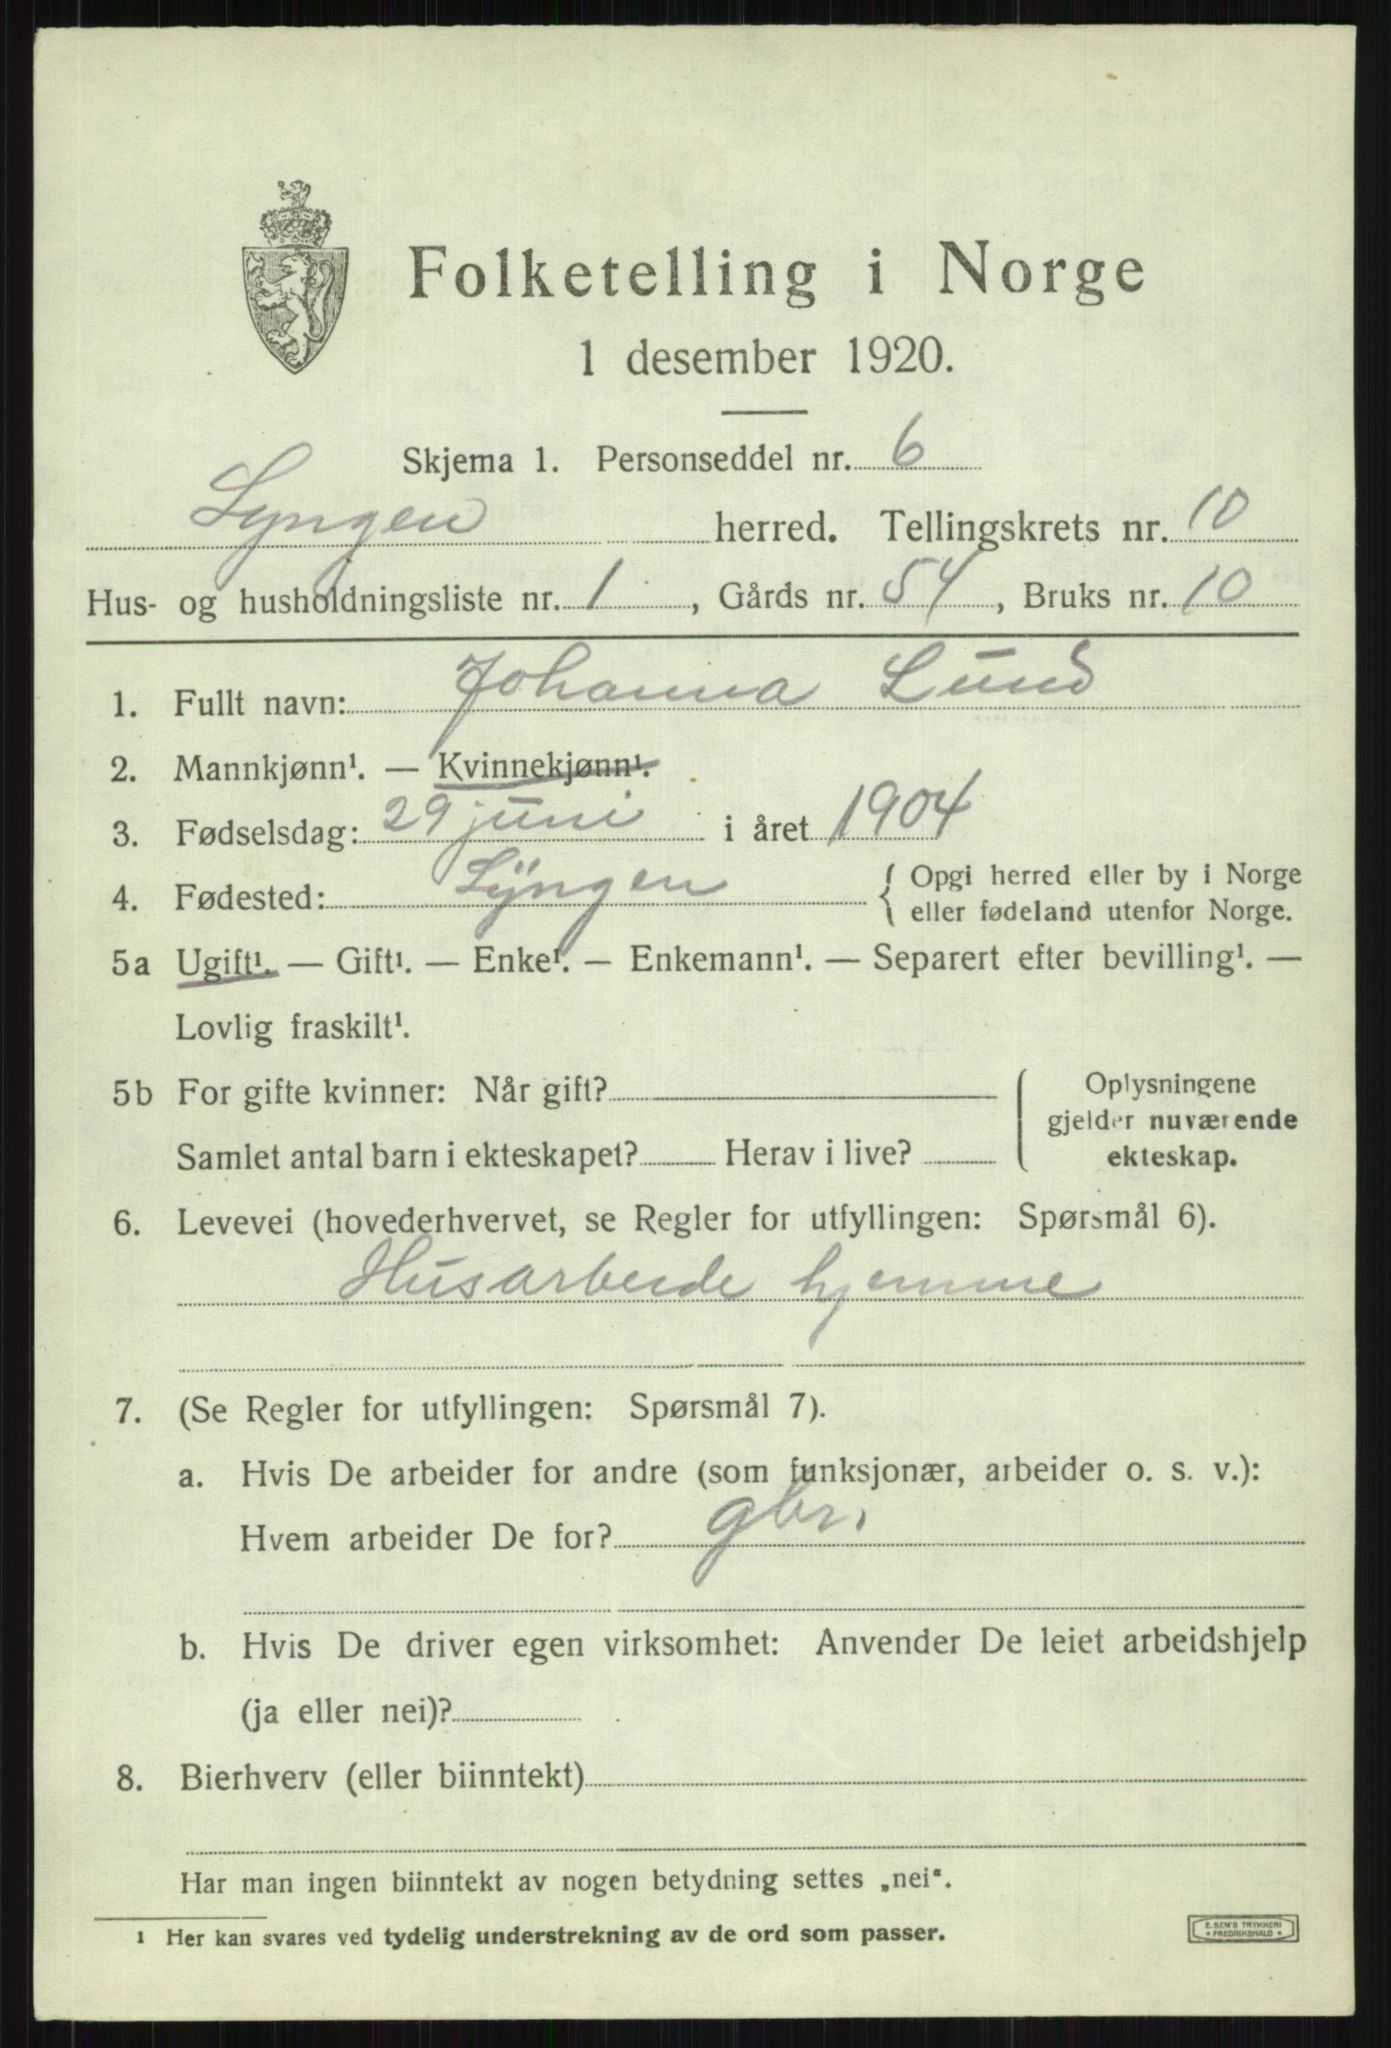 Folketelling i Norge
1 desember 1920.
Skjema 1. Personseddel nr. 6
Lyngen herred. Tellingskrets nr. 10
Hus- og husholdningsliste nr. 1, Gårds nr. 54, Bruks nr. 10
1. Fullt navn: Johanna Lund
2. Mannkjønn¹. — Kvinnekjønn¹.
3. Fødselsdag: 29 juni i året 1904
4. Fødested: Lyngen { Opgi herred eller by i Norge
eller fødeland utenfor Norge.
5a Ugift¹. — Gift¹. — Enke¹. — Enkemann¹. — Separert efter bevilling¹. —
Lovlig fraskilt¹.
5b For gifte kvinner: Når gift? Oplysningene
gjelder nuværende
Samlet antal barn i ekteskapet? Herav i live? ekteskap.
6. Levevei (hovederhvervet, se Regler for utfyllingen: Spørsmål 6).
Husarbeide hjemme
7. (Se Regler for utfyllingen: Spørsmål 7).
a. Hvis De arbeider for andre (som funksjonær, arbeider o. s. v.):
Hvem arbeider De for? gbr.
b. Hvis De driver egen virksomhet: Anvender De leiet arbeidshjelp
(ja eller nei)?
8. Bierhverv (eller biinntekt)
Har man ingen biinntekt av nogen betydning settes „nei“.
¹ Her kan svares ved tydelig understrekning av de ord som passer.
E. SEM'S TRYKKERI
* FREDRIKSHALD *